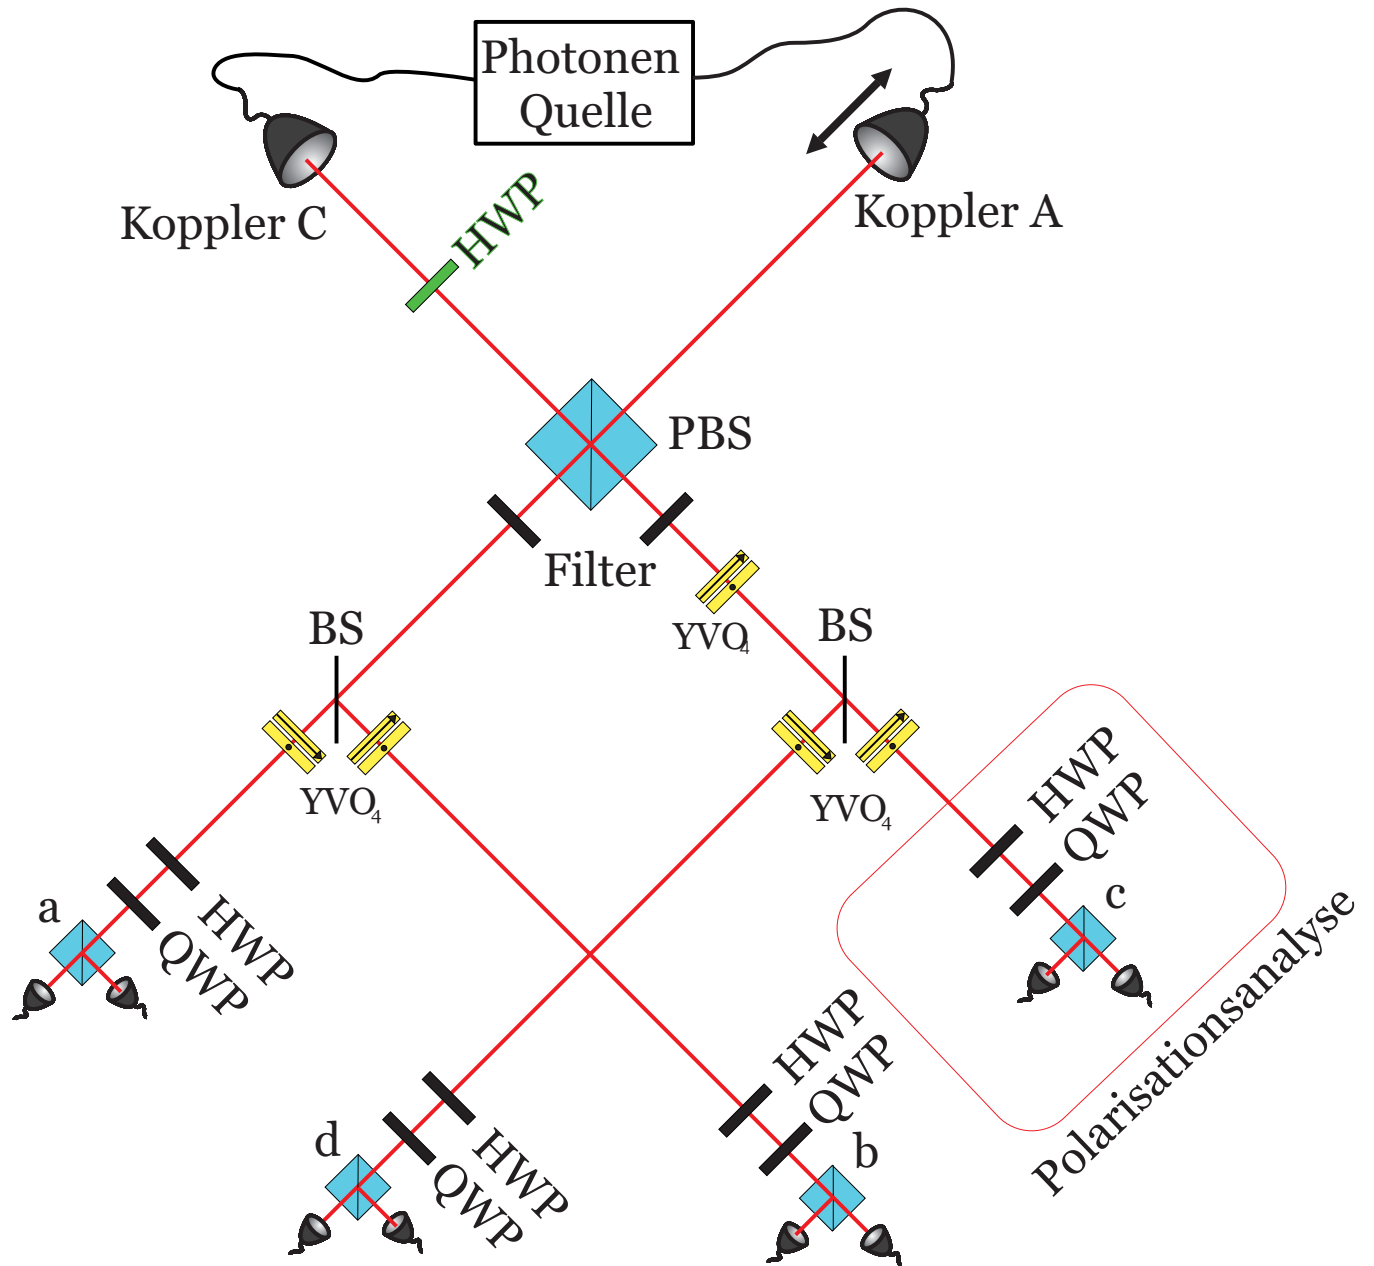 Photonen
Quelle
Koppler C
HWP
Koppler A
PBS
Filter
YVO4
BS
BS
YVO4
YVO4
HWP
QWP
c
a
HWP
QWP
Polarisationsanalyse
HWP
QWP
b
d
HWP
QWP